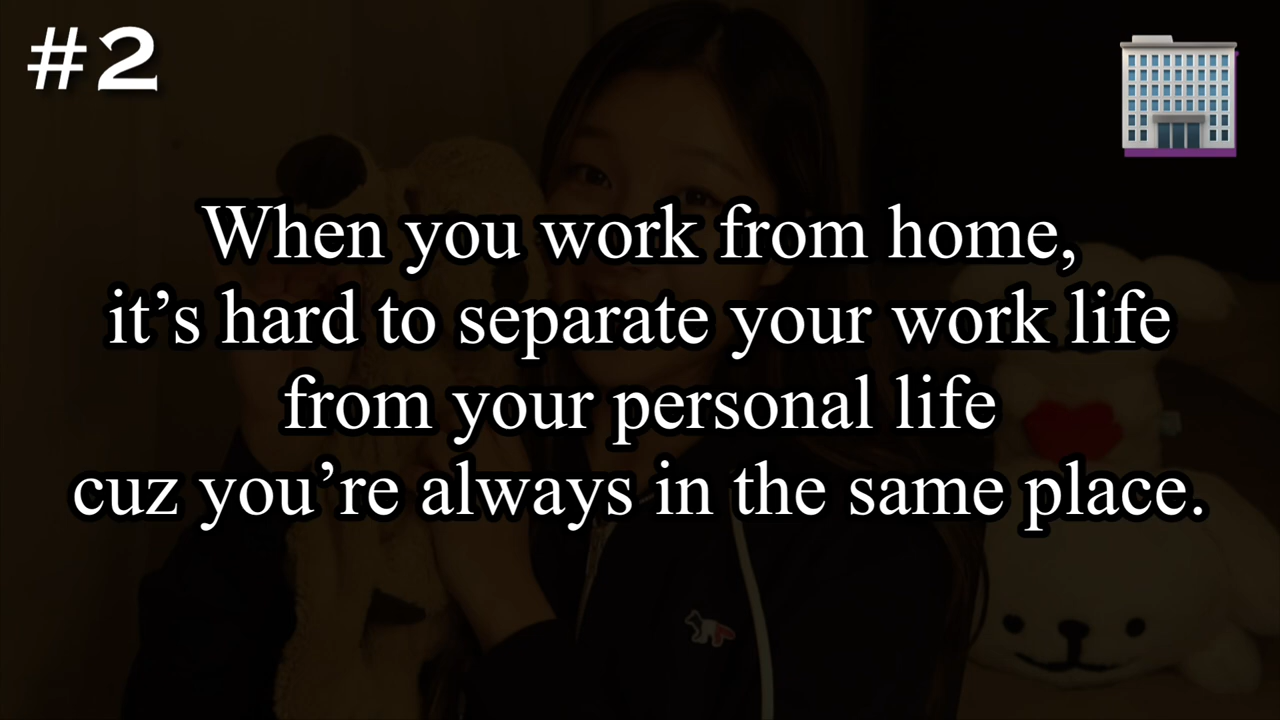 #2
When you work from home,
it’s hard to separate your work life
from your personal life
cuz you’re always in the same place.